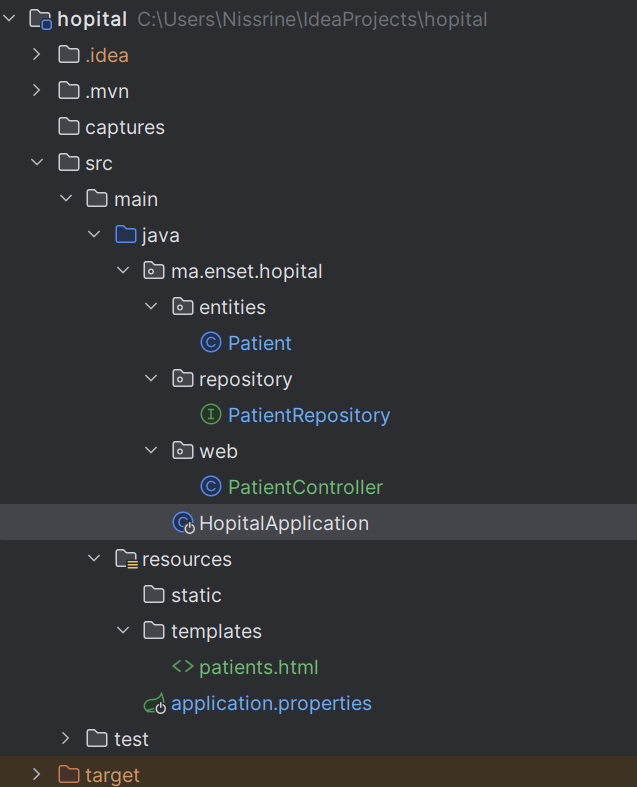 hopital C:\Users\Nissrine\IdeaProjects\hopital
.idea
.mvn
captures
src
main
java
ma.enset.hopital
entities
C Patient
repository
I PatientRepository
web
C PatientController
C HopitalApplication
resources
static
templates
<> patients.html
application.properties
test
target